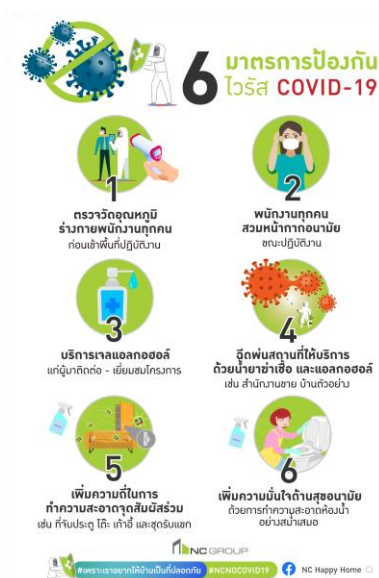 6
มาตรการป้องกัน
ไวรัส COVID-19
1
ตรวจวัดอุณหภูมิ
ร่างกายพนักงานทุกคน
ก่อนเข้าพื้นที่ปฏิบัติงาน
2
พนักงานทุกคน
สวมหน้ากากอนามัย
ขณะปฏิบัติงาน
3
บริการเจลแอลกอฮอล์
แก่ผู้มาติดต่อ - เยี่ยมชมโครงการ
4
ฉีดพ่นสถานที่ให้บริการ
ด้วยน้ำยาฆ่าเชื้อ และแอลกอฮอล์
เช่น สำนักงานขาย บ้านตัวอย่าง
5
เพิ่มความถี่ในการ
ทำความสะอาดจุดสัมผัสร่วม
เช่น ที่จับประตู โต๊ะ เก้าอี้ และชุดรับแขก
6
เพิ่มความมั่นใจด้านสุขอนามัย
ด้วยการทำความสะอาดห้องน้ำ
อย่างสม่ำเสมอ
NC GROUP
#เพราะเราอยากให้บ้านเป็นที่ปลอดภัย #NCNOCOVID19 NC Happy Home